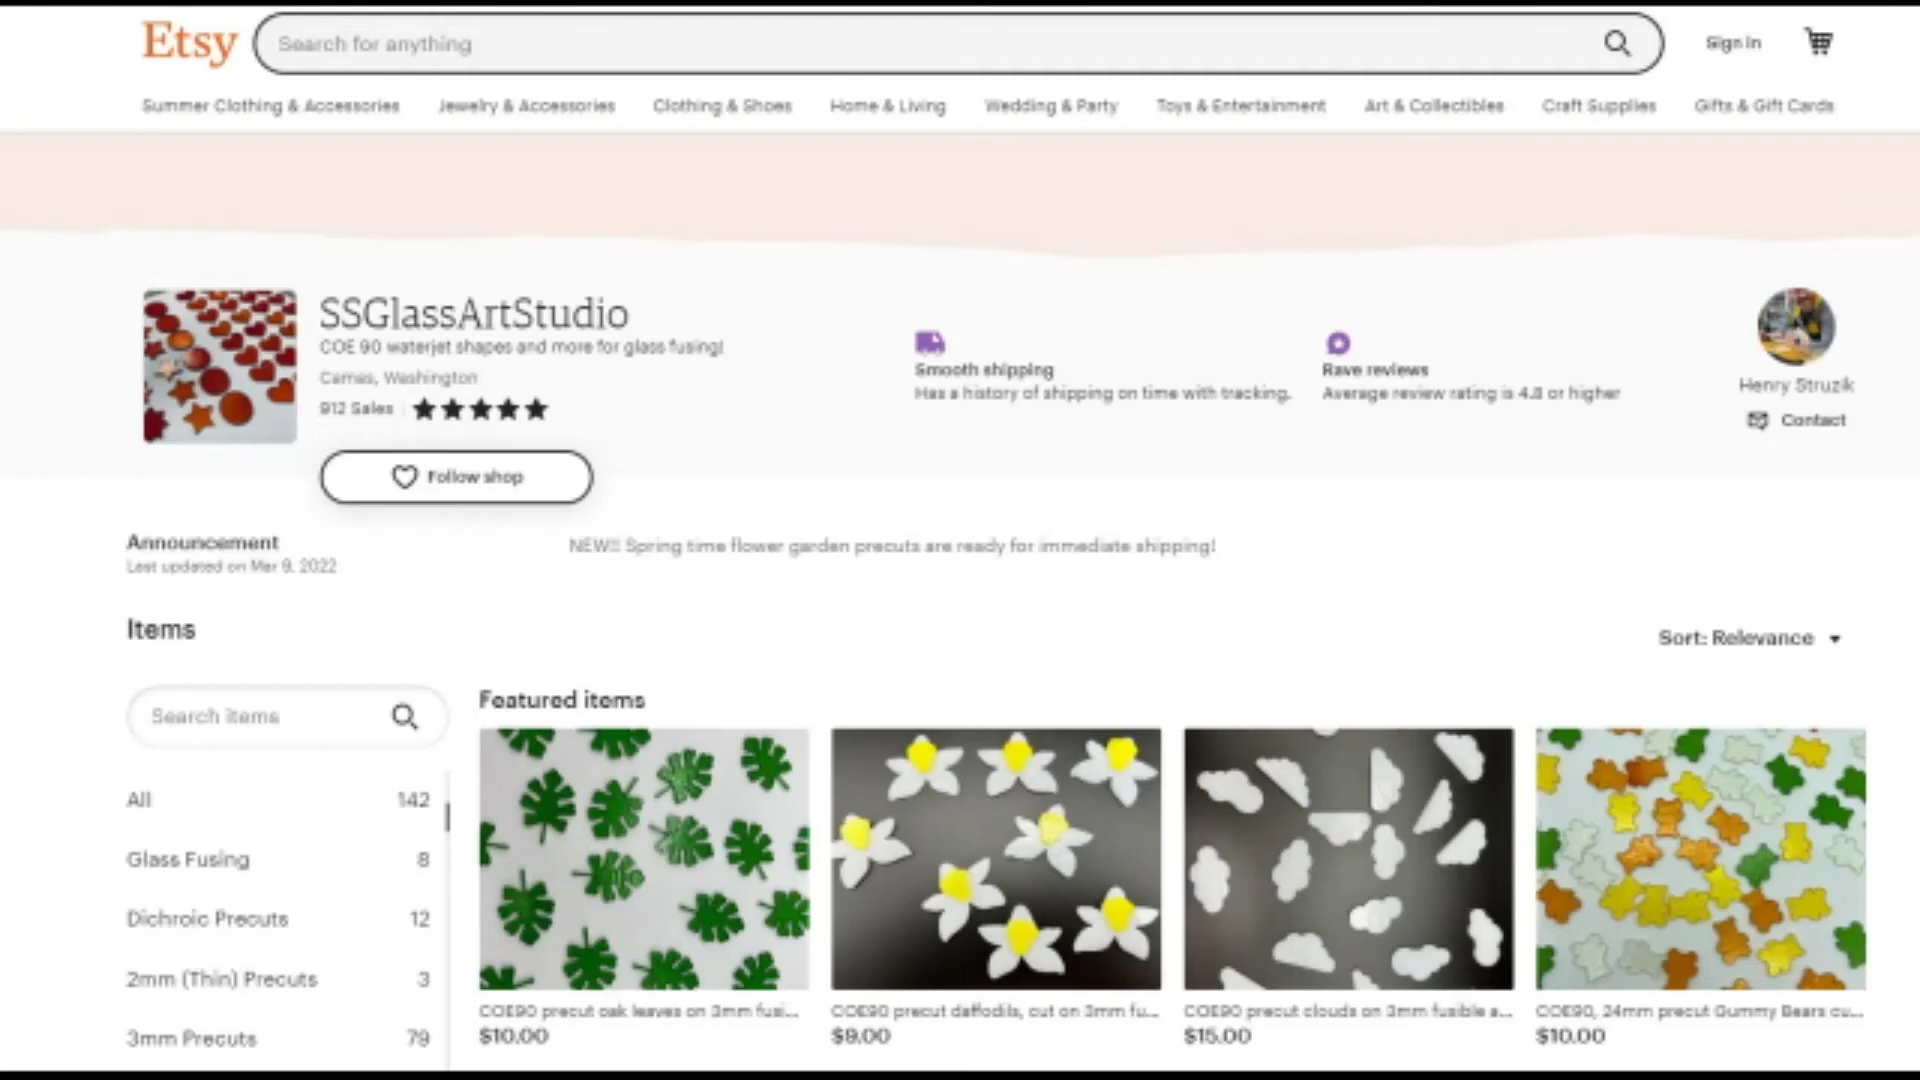 Etsy
Search for anything
Sign in
Summer Clothing & Accessories Jewelry & Accessories Clothing & Shoes Home & Living Wedding & Party Toys & Entertainment Art & Collectibles Craft Supplies Gifts & Gift Cards
SSGlassArtStudio
COE 90 waterjet shapes and more for glass fusing!
Camas, Washington
912 Sales
Follow shop
Smooth shipping
Has a history of shipping on time with tracking.
Rave reviews
Average review rating is 4.8 or higher
Henry Struzik
Contact
Announcement
Last updated on Mar 9, 2022
NEW!! Spring time flower garden precuts are ready for immediate shipping!
Items
Sort: Relevance
Search items
All 142
Glass Fusing 8
Dichroic Precuts 12
2mm (Thin) Precuts 3
3mm Precuts 79
Featured items
COE90 precut oak leaves on 3mm fusi...
$10.00
COE90 precut daffodils, cut on 3mm fu...
$9.00
COE90 precut clouds on 3mm fusible a...
$15.00
COE90, 24mm precut Gummy Bears cu...
$10.00